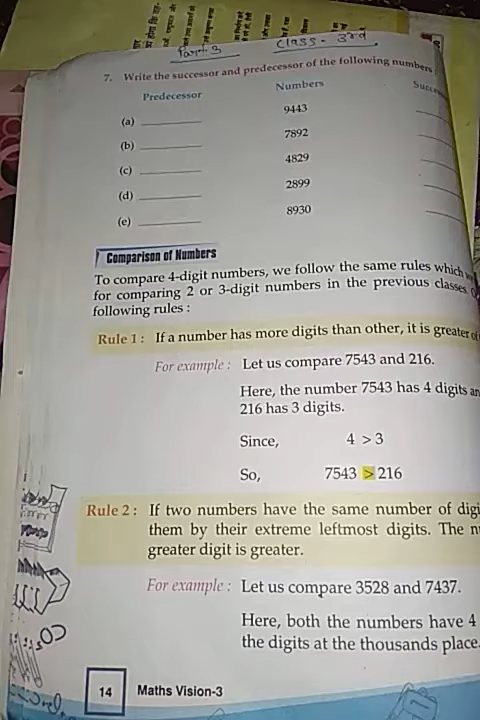 Part 3 Class - 3rd
7. Write the successor and predecessor of the following numbers
Predecessor Numbers
(a) 9443
(b) 7892
(c) 4829
(d) 2899
(e) 8930
Comparison of Numbers
To compare 4-digit numbers, we follow the same rules which
for comparing 2 or 3-digit numbers in the previous classes
following rules :
Rule 1 : If a number has more digits than other, it is greater
For example : Let us compare 7543 and 216.
Here, the number 7543 has 4 digits
216 has 3 digits.
Since, 4 > 3
So, 7543 > 216
Rule 2 : If two numbers have the same number of
them by their extreme leftmost digits. The
greater digit is greater.
For example : Let us compare 3528 and 7437.
Here, both the numbers have 4
the digits at the thousands place.
14 Maths Vision-3